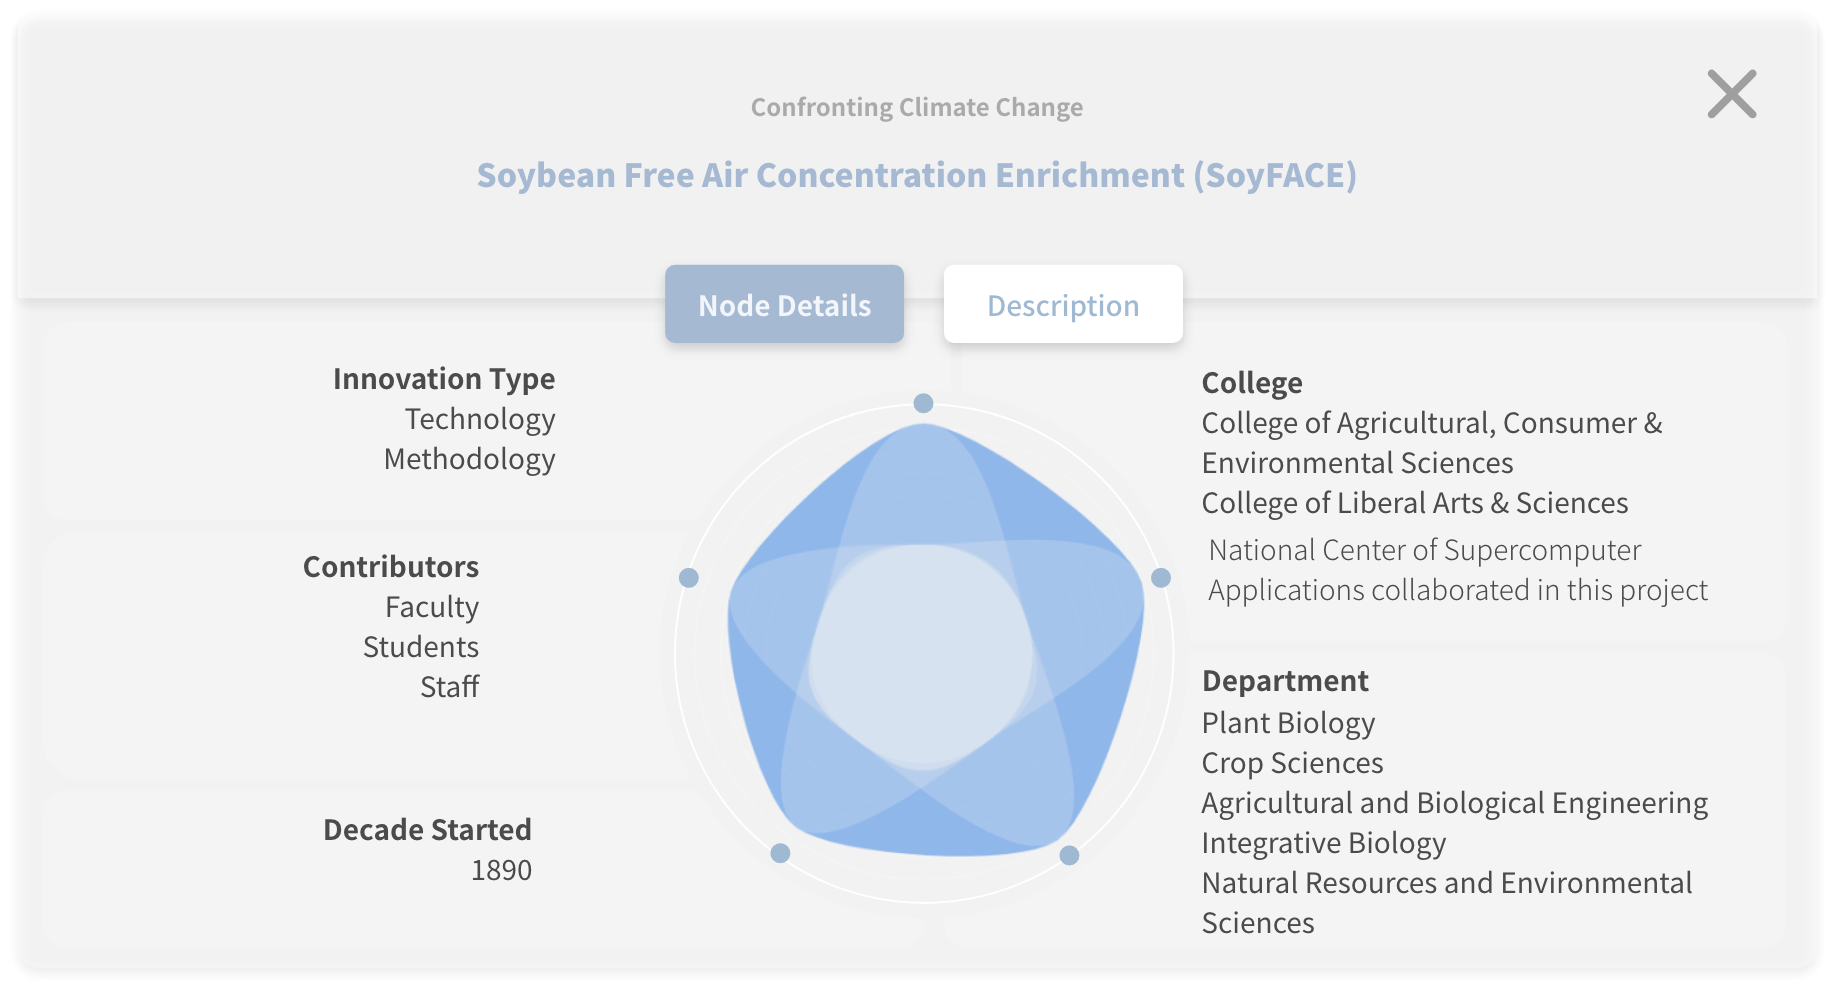 Confronting Climate Change
Soybean Free Air Concentration Enrichment (SoyFACE)
Node Details
Description
Innovation Type
Technology
Methodology
Contributors
Faculty
Students
Staff
Decade Started
1890
College
College of Agricultural, Consumer &
Environmental Sciences
College of Liberal Arts & Sciences
National Center of Supercomputer
Applications collaborated in this project
Department
Plant Biology
Crop Sciences
Agricultural and Biological Engineering
Integrative Biology
Natural Resources and Environmental
Sciences